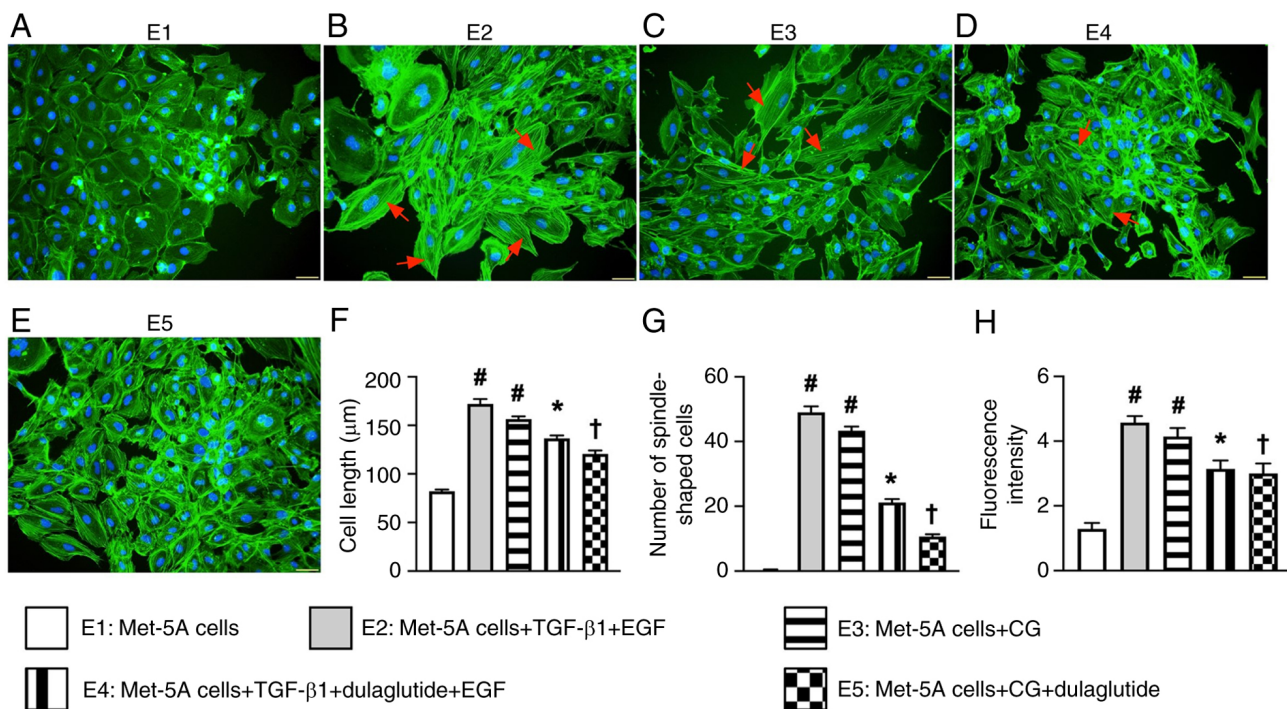 A E1
B E2
C E3
D E4
E E5
F
Cell length (μm)
200
150
100
50
0
# # * †
G
Number of spindle-
shaped cells
60
40
20
0
# # * †
H
Fluorescence
intensity
6
4
2
0
# # * †
E1: Met-5A cells
E2: Met-5A cells+TGF-β1+EGF
E3: Met-5A cells+CG
E4: Met-5A cells+TGF-β1+dulaglutide+EGF
E5: Met-5A cells+CG+dulaglutide